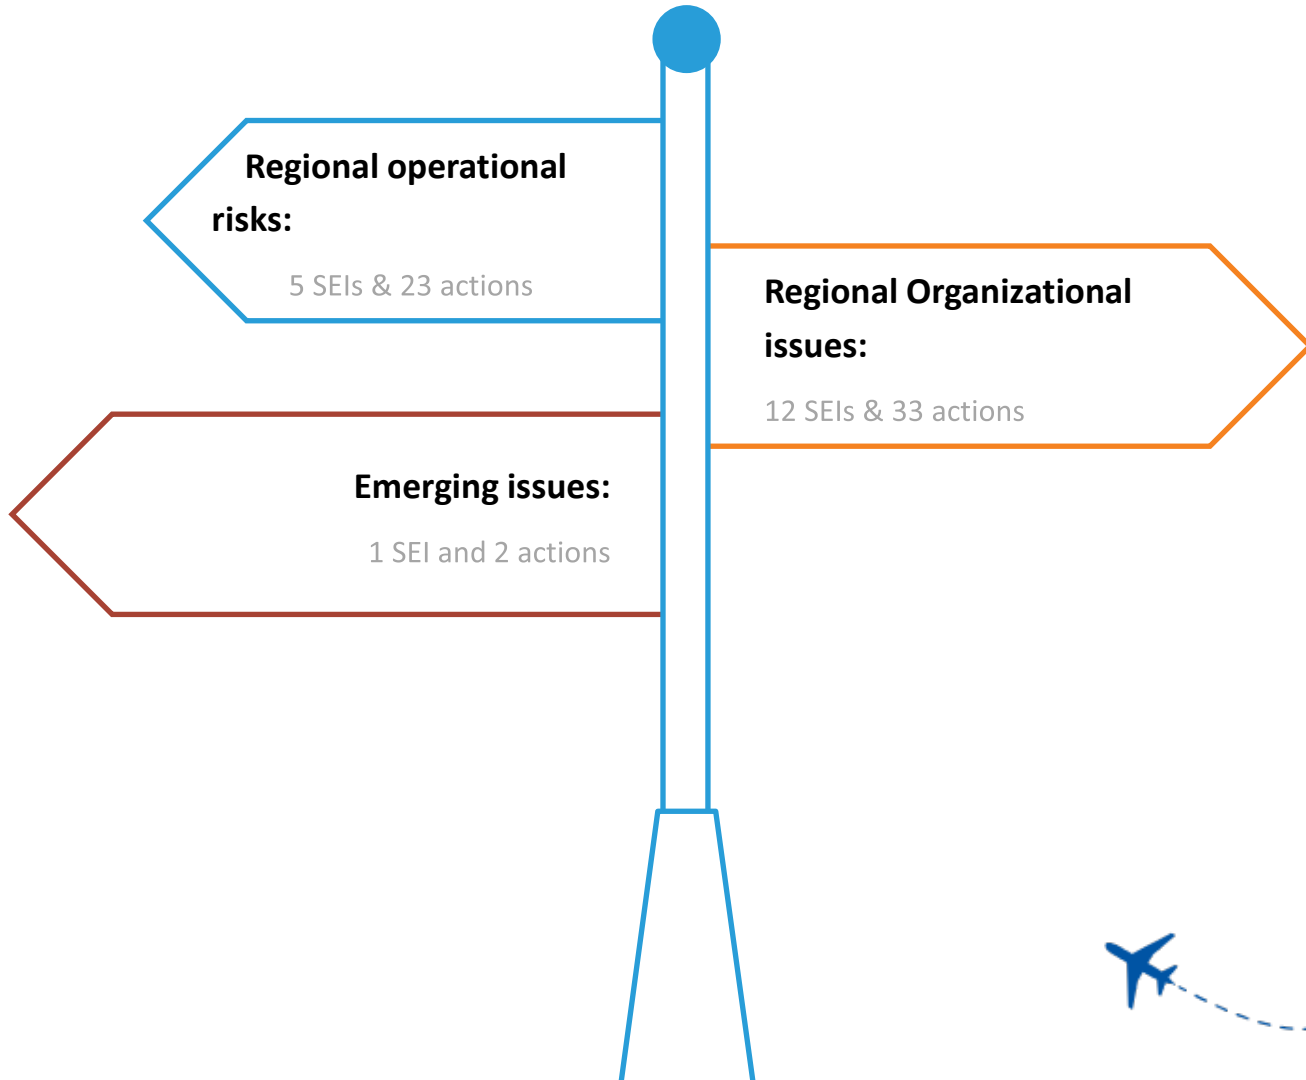 Regional operational
risks:
5 SEIs & 23 actions
Regional Organizational
issues:
12 SEIs & 33 actions
Emerging issues:
1 SEI and 2 actions